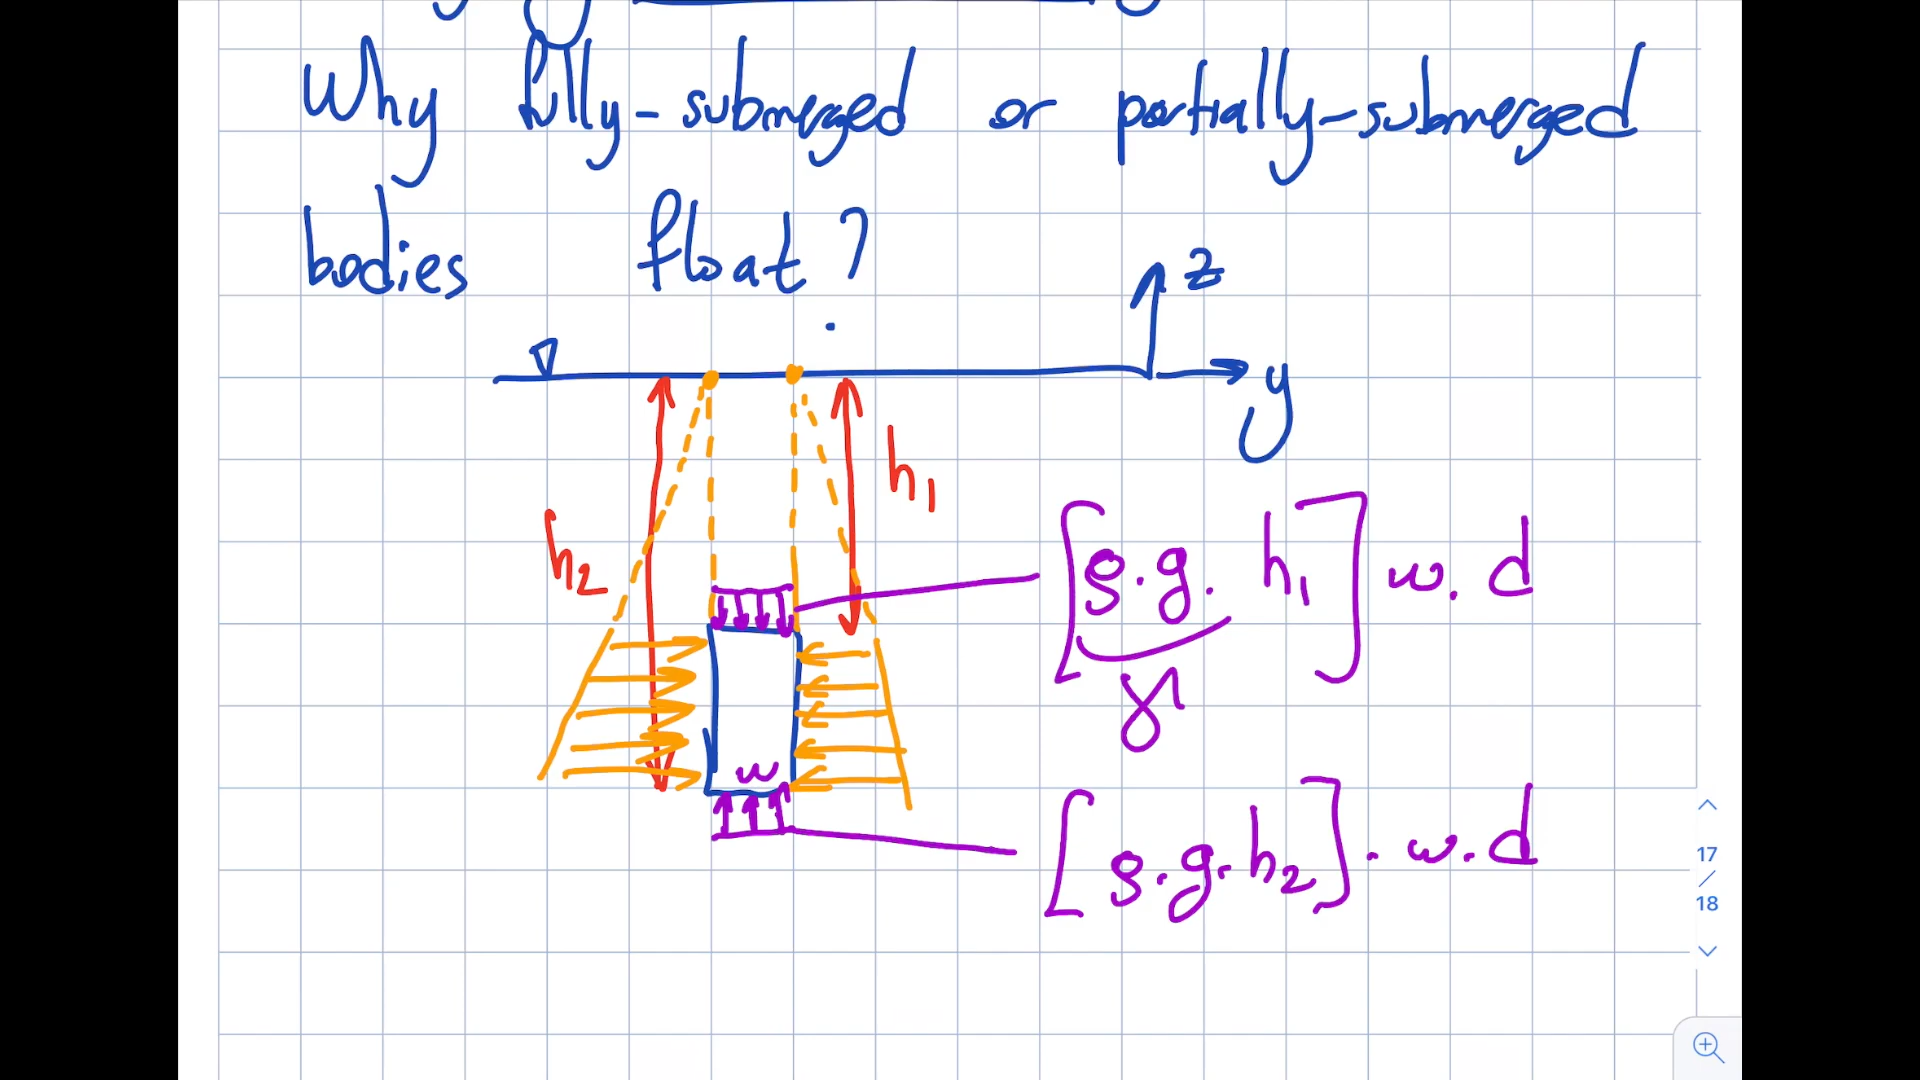 Why fully-submerged or partially-submerged
bodies float?
z
y
h1
h2
[ρ.g. h1] w. d
γ
w
[ρ.g.h2]. w.d
17
/
18